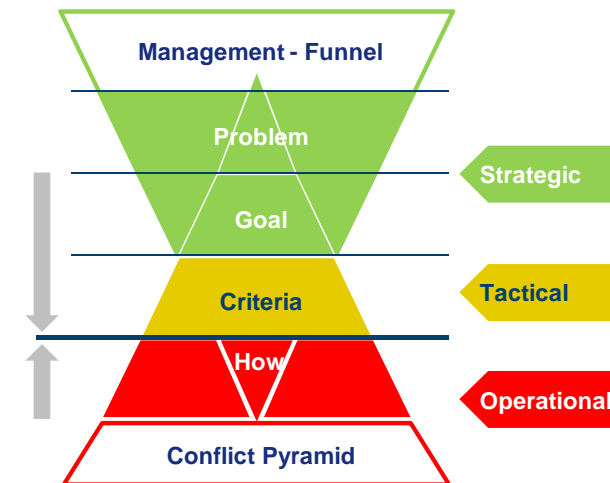 Management - Funnel
Problem
Strategic
Goal
Criteria
Tactical
How
Operational
Conflict Pyramid